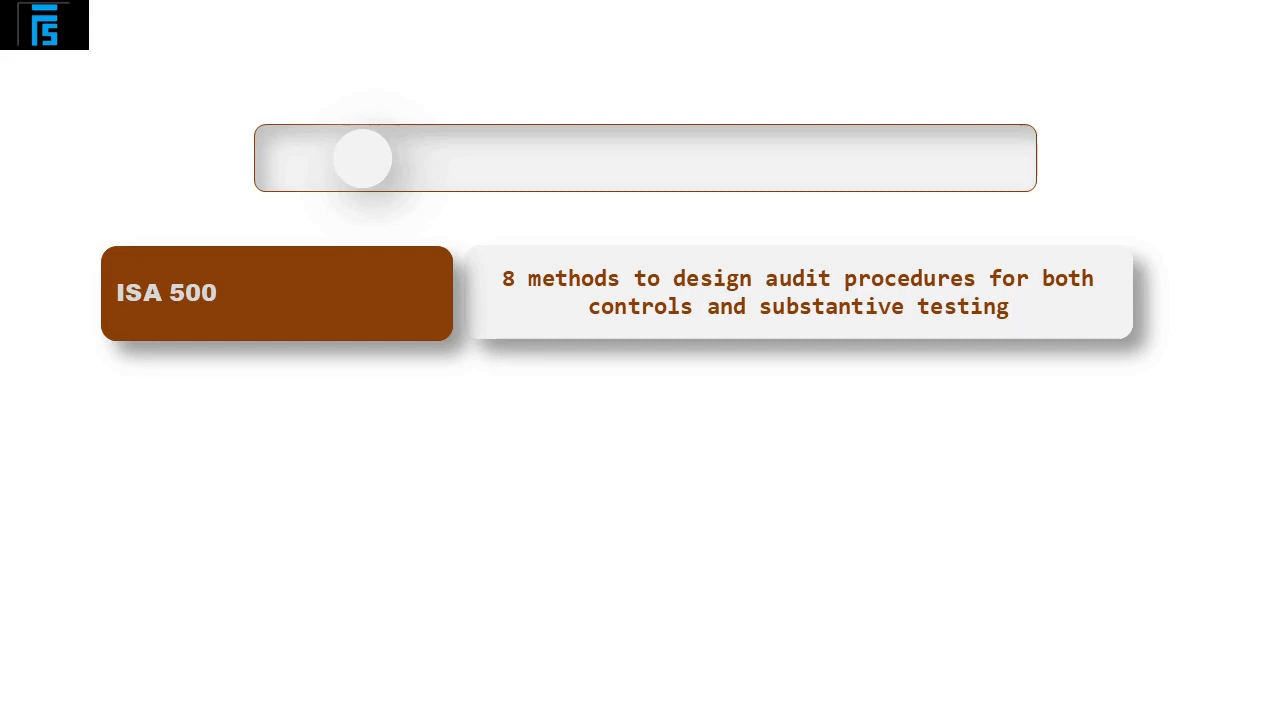 ISA 500
8 methods to design audit procedures for both
controls and substantive testing